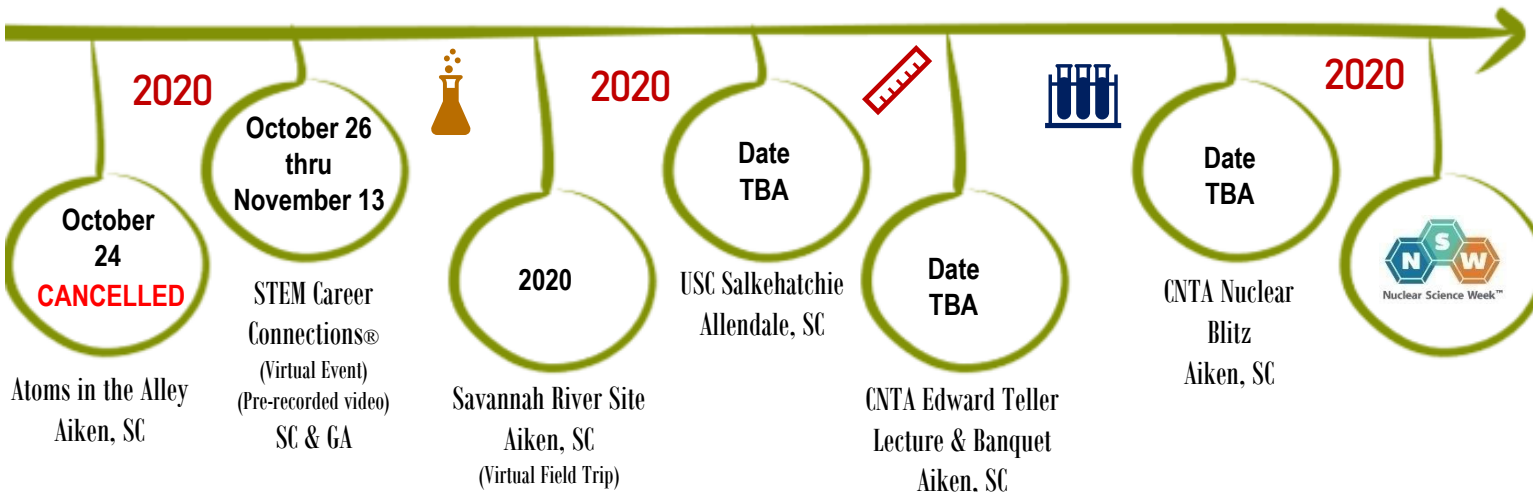 2020
2020
2020
October
24
CANCELLED
Atoms in the Alley
Aiken, SC
October 26
thru
November 13
STEM Career
Connections®
(Virtual Event)
(Pre-recorded video)
SC & GA
2020
Savannah River Site
Aiken, SC
(Virtual Field Trip)
Date
TBA
USC Salkehatchie
Allendale, SC
Date
TBA
CNTA Edward Teller
Lecture & Banquet
Aiken, SC
Date
TBA
CNTA Nuclear
Blitz
Aiken, SC
N S W
Nuclear Science Week™